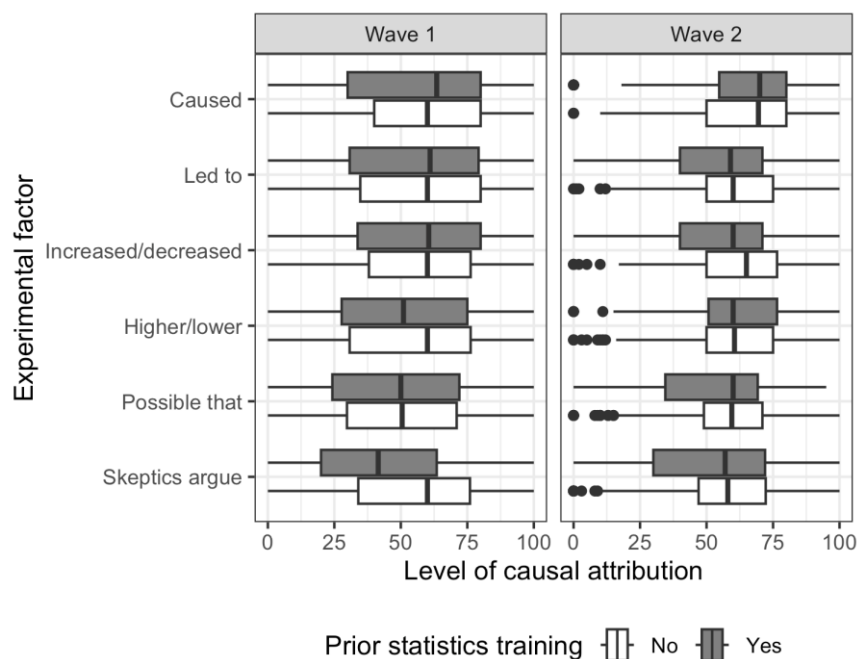 Wave 1
Wave 2
Experimental factor
Caused
Led to
Increased/decreased
Higher/lower
Possible that
Skeptics argue
0 25 50 75 100
0 25 50 75 100
Level of causal attribution
Prior statistics training No Yes